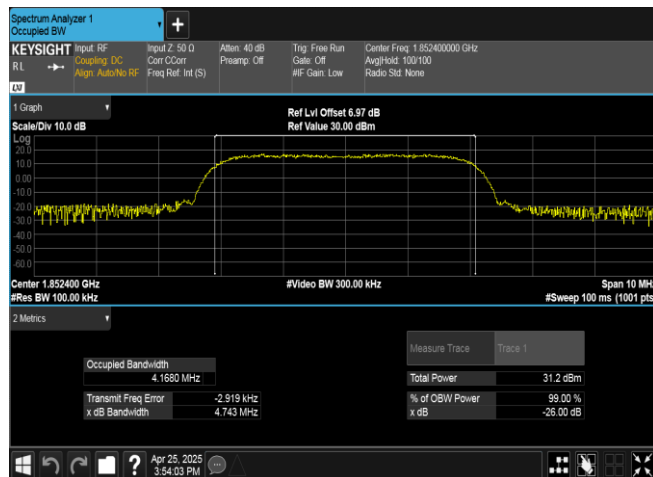 Spectrum Analyzer 1
Occupied BW
+
KEYSIGHT Input: RF Input Z: 50 Ω Atten: 40 dB Trig: Free Run Center Freq: 1.852400000 GHz
RL Coupling: DC Corr CCorr Preamp: Off Gate: Off Avg|Hold: 100/100
Align: Auto/No RF Freq Ref: Int (S) #IF Gain: Low Radio Std: None
LXI
1 Graph
Scale/Div 10.0 dB
Ref Lvl Offset 6.97 dB
Ref Value 30.00 dBm
Log
20.0
10.0
0.00
-10.0
-20.0
-30.0
-40.0
-50.0
-60.0
Center 1.852400 GHz #Video BW 300.00 kHz Span 10 MH
#Res BW 100.00 kHz #Sweep 100 ms (1001 pts
2 Metrics
Measure Trace Trace 1
Occupied Bandwidth
4.1680 MHz
Total Power 31.2 dBm
Transmit Freq Error -2.919 kHz % of OBW Power 99.00 %
x dB Bandwidth 4.743 MHz x dB -26.00 dB
? Apr 25, 2025
3:54:03 PM